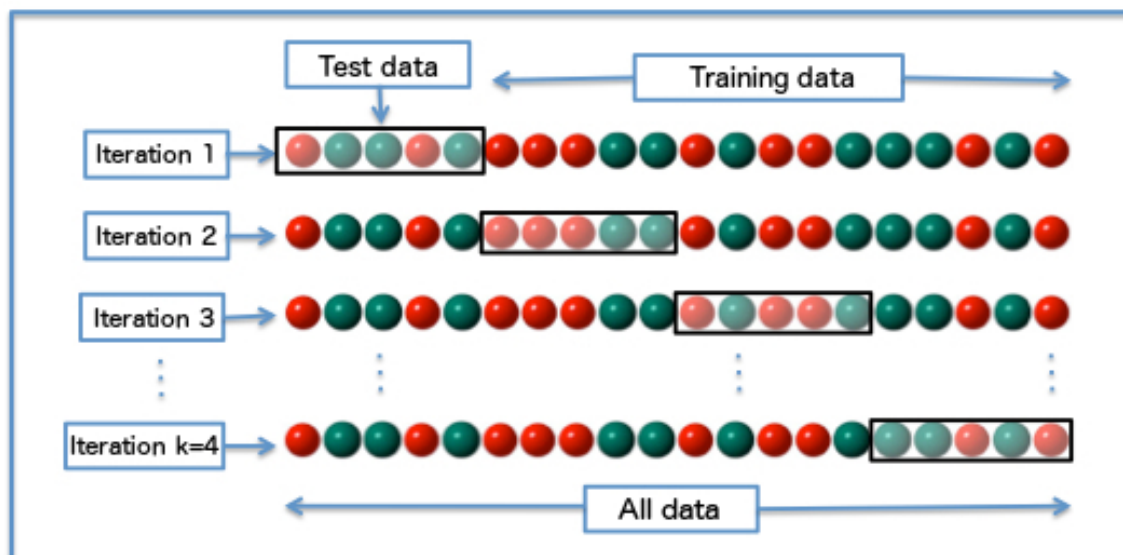 Test data
Training data
Iteration 1
Iteration 2
Iteration 3
Iteration k=4
All data